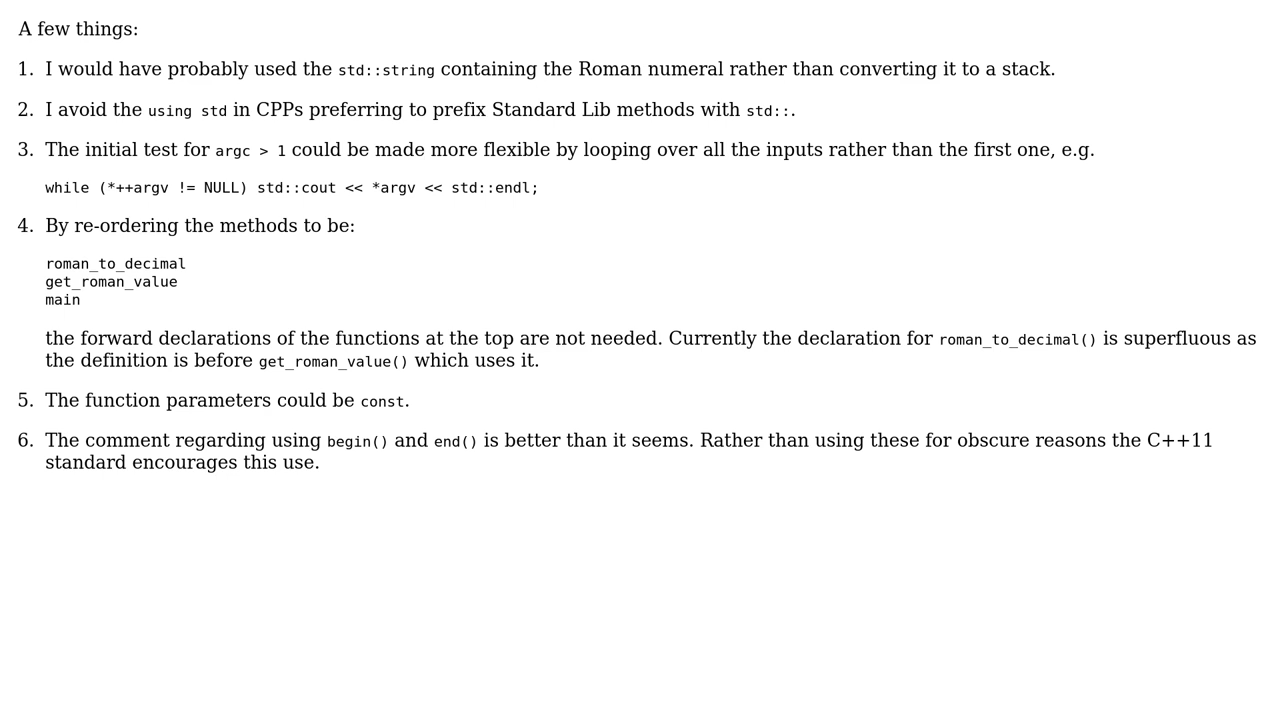 A few things:
1. I would have probably used the std::string containing the Roman numeral rather than converting it to a stack.
2. I avoid the using std in CPPs preferring to prefix Standard Lib methods with std::.
3. The initial test for argc > 1 could be made more flexible by looping over all the inputs rather than the first one, e.g.
while (*++argv != NULL) std::cout << *argv << std::endl;
4. By re-ordering the methods to be:
roman_to_decimal
get_roman_value
main
the forward declarations of the functions at the top are not needed. Currently the declaration for roman_to_decimal() is superfluous as
the definition is before get_roman_value() which uses it.
5. The function parameters could be const.
6. The comment regarding using begin() and end() is better than it seems. Rather than using these for obscure reasons the C++11
standard encourages this use.